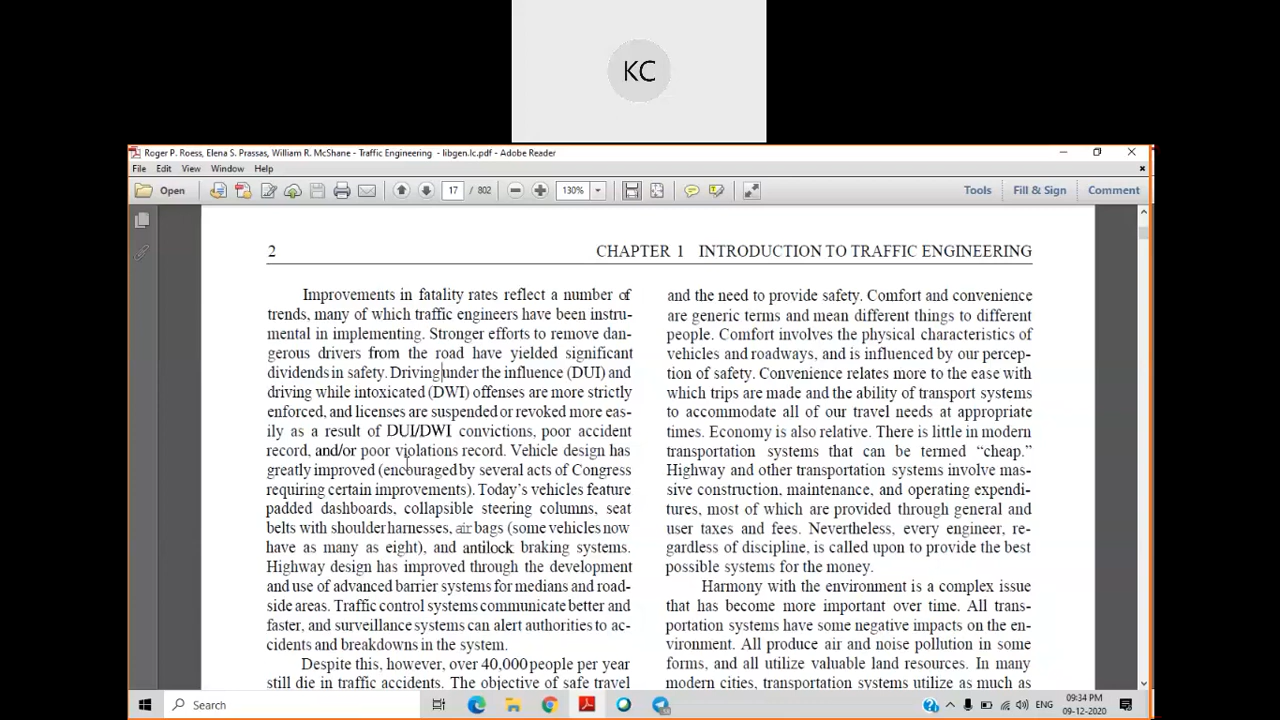 KC
Roger P. Roess, Elena S. Prassas, William R. McShane - Traffic Engineering - libgen.lc.pdf - Adobe Reader
File Edit View Window Help
Open 17 / 802 130% Tools Fill & Sign Comment
2 CHAPTER 1 INTRODUCTION TO TRAFFIC ENGINEERING
Improvements in fatality rates reflect a number of
trends, many of which traffic engineers have been instru-
mental in implementing. Stronger efforts to remove dan-
gerous drivers from the road have yielded significant
dividends in safety. Driving under the influence (DUI) and
driving while intoxicated (DWI) offenses are more strictly
enforced, and licenses are suspended or revoked more eas-
ily as a result of DUI/DWI convictions, poor accident
record, and/or poor violations record. Vehicle design has
greatly improved (encouraged by several acts of Congress
requiring certain improvements). Today's vehicles feature
padded dashboards, collapsible steering columns, seat
belts with shoulder harnesses, air bags (some vehicles now
have as many as eight), and antilock braking systems.
Highway design has improved through the development
and use of advanced barrier systems for medians and road-
side areas. Traffic control systems communicate better and
faster, and surveillance systems can alert authorities to ac-
cidents and breakdowns in the system.
Despite this, however, over 40,000 people per year
still die in traffic accidents. The objective of safe travel
and the need to provide safety. Comfort and convenience
are generic terms and mean different things to different
people. Comfort involves the physical characteristics of
vehicles and roadways, and is influenced by our percep-
tion of safety. Convenience relates more to the ease with
which trips are made and the ability of transport systems
to accommodate all of our travel needs at appropriate
times. Economy is also relative. There is little in modern
transportation systems that can be termed “cheap.”
Highway and other transportation systems involve mas-
sive construction, maintenance, and operating expendi-
tures, most of which are provided through general and
user taxes and fees. Nevertheless, every engineer, re-
gardless of discipline, is called upon to provide the best
possible systems for the money.
Harmony with the environment is a complex issue
that has become more important over time. All trans-
portation systems have some negative impacts on the en-
vironment. All produce air and noise pollution in some
forms, and all utilize valuable land resources. In many
modern cities, transportation systems utilize as much as
Search
ENG
09:34 PM
09-12-2020